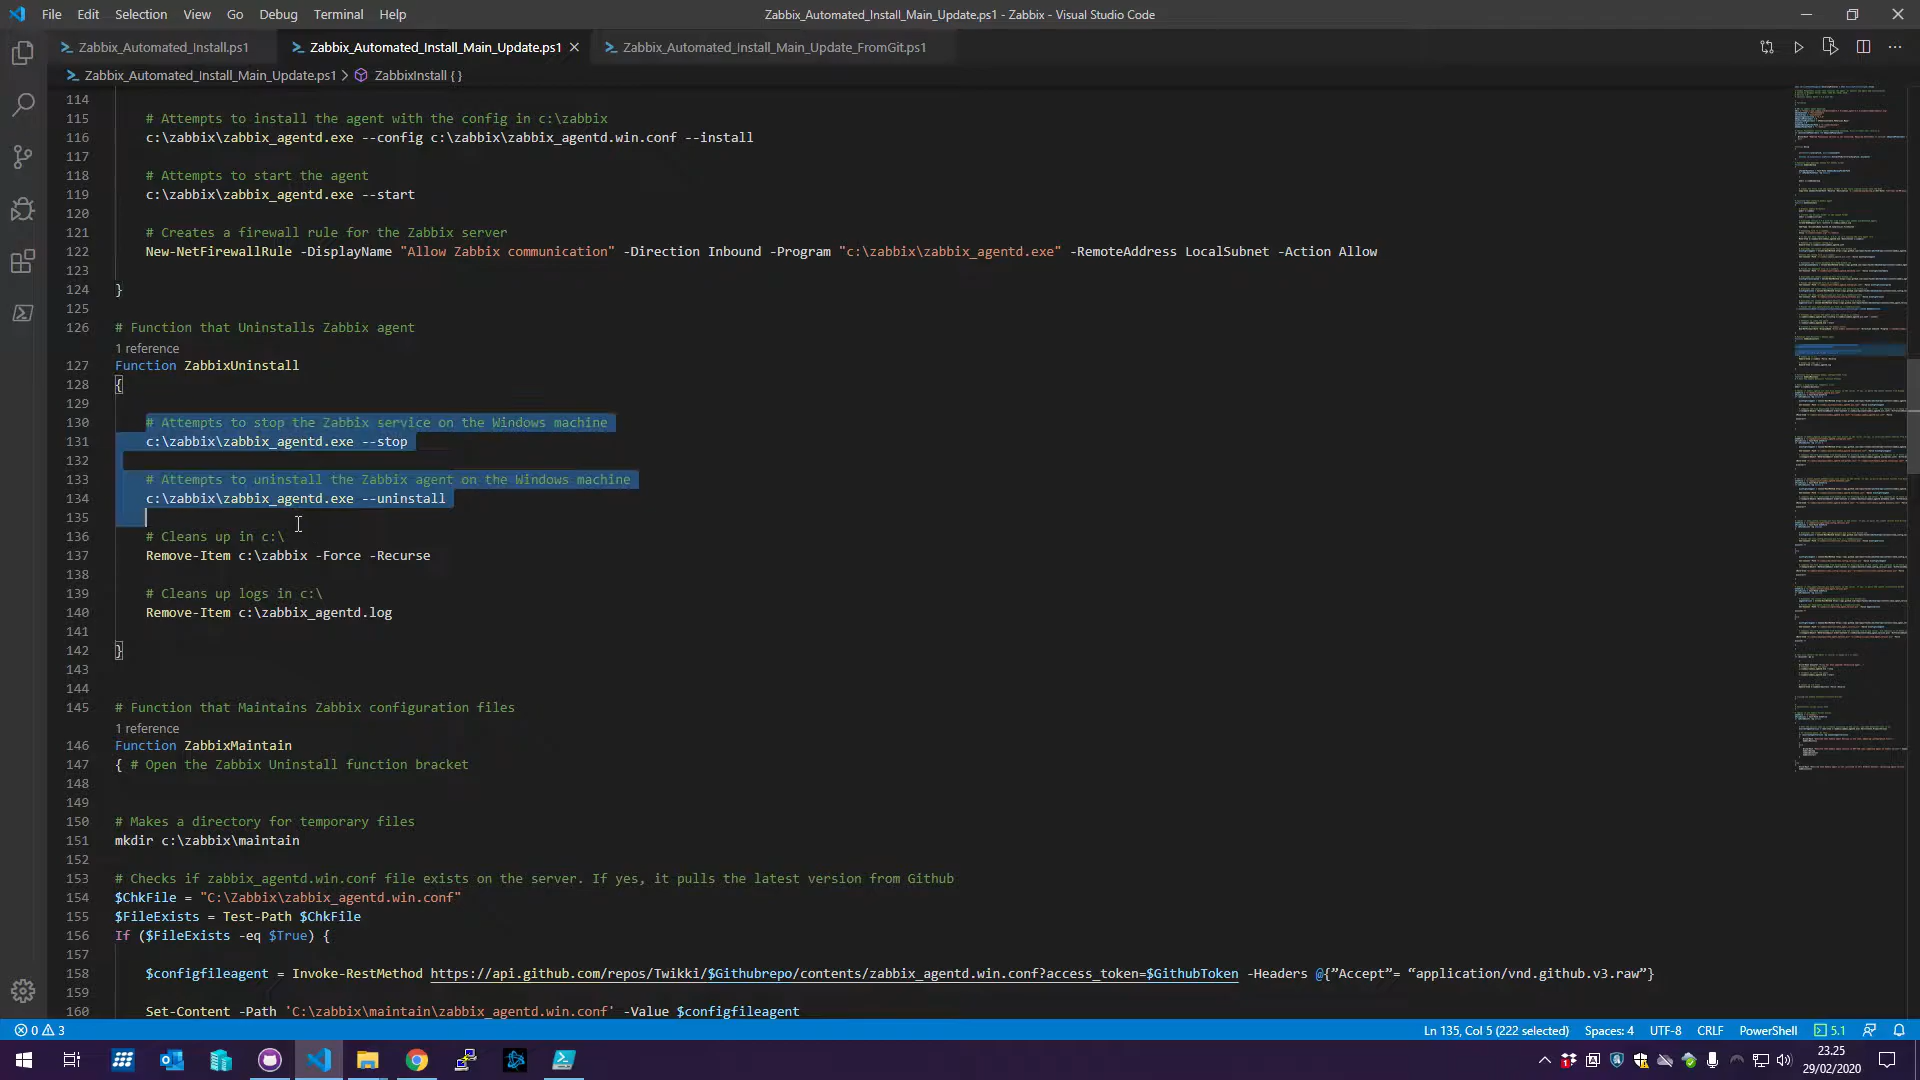 File Edit Selection View Go Debug Terminal Help
Zabbix_Automated_Install_Main_Update.ps1 - Zabbix - Visual Studio Code
Zabbix_Automated_Install.ps1
Zabbix_Automated_Install_Main_Update.ps1
Zabbix_Automated_Install_Main_Update_FromGit.ps1
Zabbix_Automated_Install_Main_Update.ps1 > ZabbixInstall { }
114
115 # Attempts to install the agent with the config in c:\zabbix
116 c:\zabbix\zabbix_agentd.exe --config c:\zabbix\zabbix_agentd.win.conf --install
117
118 # Attempts to start the agent
119 c:\zabbix\zabbix_agentd.exe --start
120
121 # Creates a firewall rule for the Zabbix server
122 New-NetFirewallRule -DisplayName "Allow Zabbix communication" -Direction Inbound -Program "c:\zabbix\zabbix_agentd.exe" -RemoteAddress LocalSubnet -Action Allow
123
124 }
125
126 # Function that Uninstalls Zabbix agent
1 reference
127 Function ZabbixUninstall
128 {
129
130 # Attempts to stop the Zabbix service on the Windows machine
131 c:\zabbix\zabbix_agentd.exe --stop
132
133 # Attempts to uninstall the Zabbix agent on the Windows machine
134 c:\zabbix\zabbix_agentd.exe --uninstall
135
136 # Cleans up in c:\
137 Remove-Item c:\zabbix -Force -Recurse
138
139 # Cleans up logs in c:\
140 Remove-Item c:\zabbix_agentd.log
141
142 }
143
144
145 # Function that Maintains Zabbix configuration files
1 reference
146 Function ZabbixMaintain
147 { # Open the Zabbix Uninstall function bracket
148
149
150 # Makes a directory for temporary files
151 mkdir c:\zabbix\maintain
152
153 # Checks if zabbix_agentd.win.conf file exists on the server. If yes, it pulls the latest version from Github
154 $ChkFile = "C:\Zabbix\zabbix_agentd.win.conf"
155 $FileExists = Test-Path $ChkFile
156 If ($FileExists -eq $True) {
157
158 $configfileagent = Invoke-RestMethod https://api.github.com/repos/Twikki/$Githubrepo/contents/zabbix_agentd.win.conf?access_token=$GithubToken -Headers @{”Accept”= “application/vnd.github.v3.raw”}
159
160 Set-Content -Path 'C:\zabbix\maintain\zabbix_agentd.win.conf' -Value $configfileagent
0 3
Ln 135, Col 5 (222 selected) Spaces: 4 UTF-8 CRLF PowerShell 5.1
23.25
29/02/2020